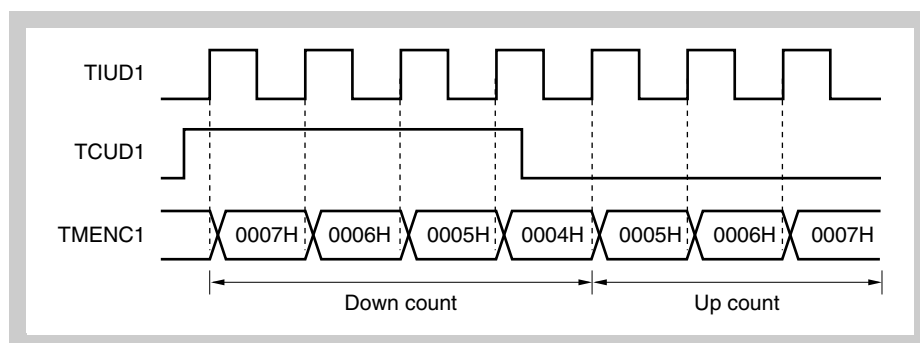 TIUD1
TCUD1
TMENC1 0007H 0006H 0005H 0004H 0005H 0006H 0007H
Down count Up count